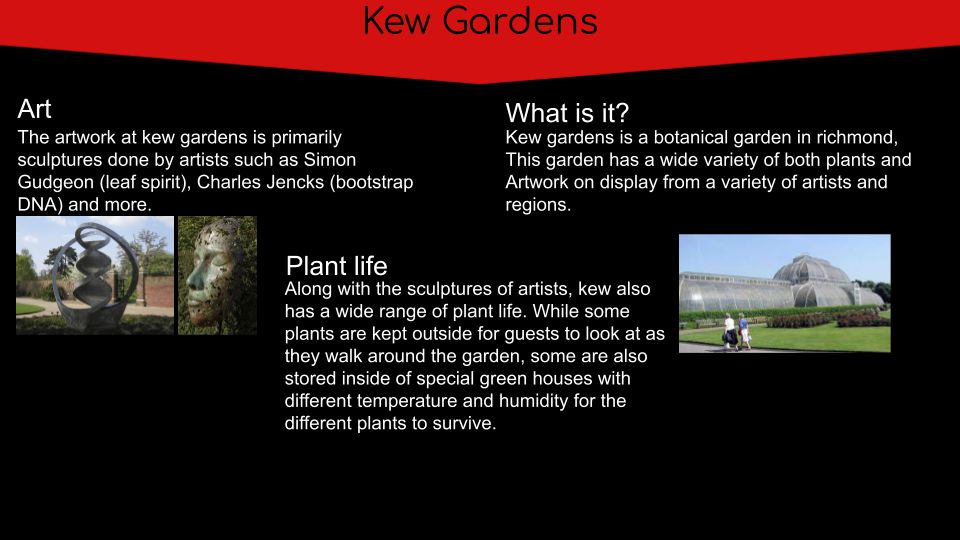 Kew Gardens
Art
The artwork at kew gardens is primarily
sculptures done by artists such as Simon
Gudgeon (leaf spirit), Charles Jencks (bootstrap
DNA) and more.
What is it?
Kew gardens is a botanical garden in richmond,
This garden has a wide variety of both plants and
Artwork on display from a variety of artists and
regions.
Plant life
Along with the sculptures of artists, kew also
has a wide range of plant life. While some
plants are kept outside for guests to look at as
they walk around the garden, some are also
stored inside of special green houses with
different temperature and humidity for the
different plants to survive.